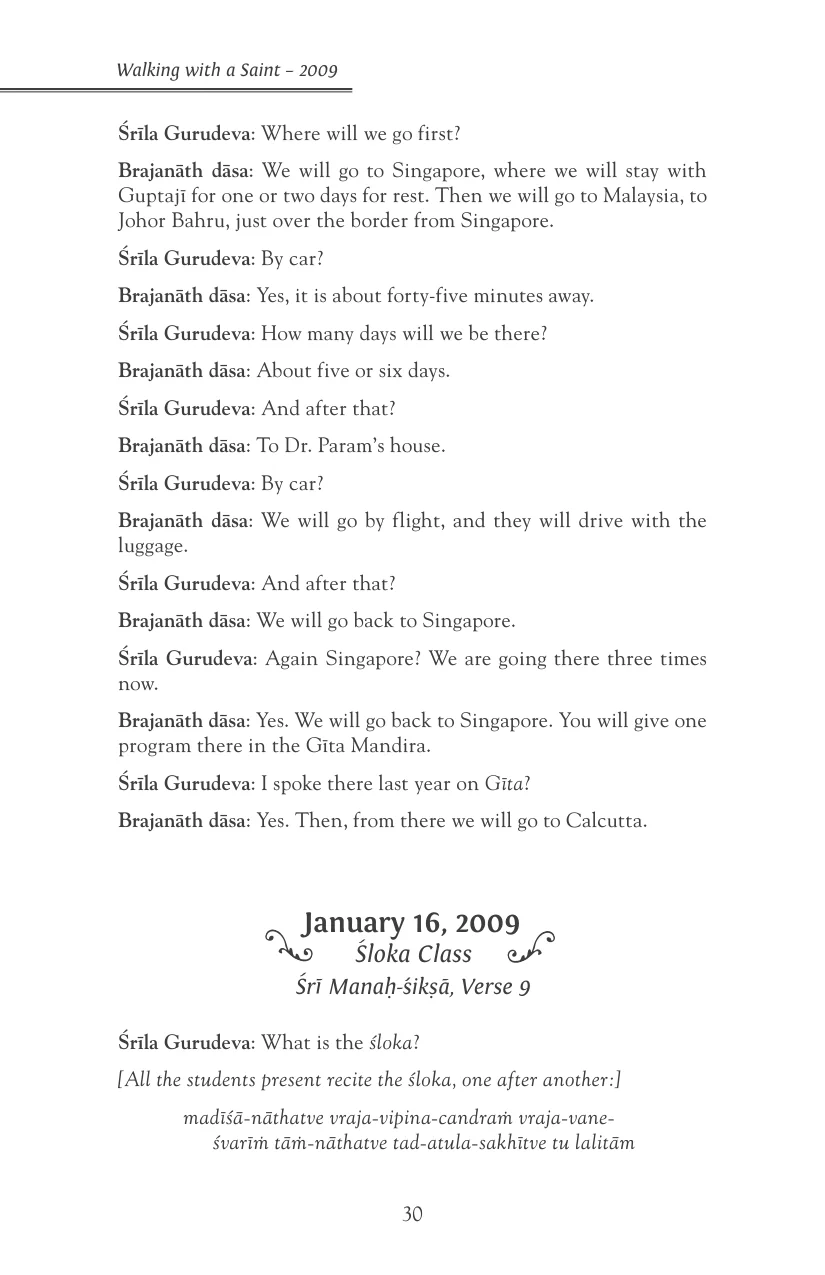 Walking with a Saint – 2009
Śrīla Gurudeva: Where will we go first?
Brajanāth dāsa: We will go to Singapore, where we will stay with
Guptajī for one or two days for rest. Then we will go to Malaysia, to
Johor Bahru, just over the border from Singapore.
Śrīla Gurudeva: By car?
Brajanāth dāsa: Yes, it is about forty-five minutes away.
Śrīla Gurudeva: How many days will we be there?
Brajanāth dāsa: About five or six days.
Śrīla Gurudeva: And after that?
Brajanāth dāsa: To Dr. Param’s house.
Śrīla Gurudeva: By car?
Brajanāth dāsa: We will go by flight, and they will drive with the
luggage.
Śrīla Gurudeva: And after that?
Brajanāth dāsa: We will go back to Singapore.
Śrīla Gurudeva: Again Singapore? We are going there three times
now.
Brajanāth dāsa: Yes. We will go back to Singapore. You will give one
program there in the Gīta Mandira.
Śrīla Gurudeva: I spoke there last year on Gīta?
Brajanāth dāsa: Yes. Then, from there we will go to Calcutta.
January 16, 2009
Śloka Class
Śrī Manaḥ-śikṣā, Verse 9
Śrīla Gurudeva: What is the śloka?
[All the students present recite the śloka, one after another:]
madīśā-nāthatve vraja-vipina-candraṁ vraja-vane-
śvarīṁ tāṁ-nāthatve tad-atula-sakhītve tu lalitām
30